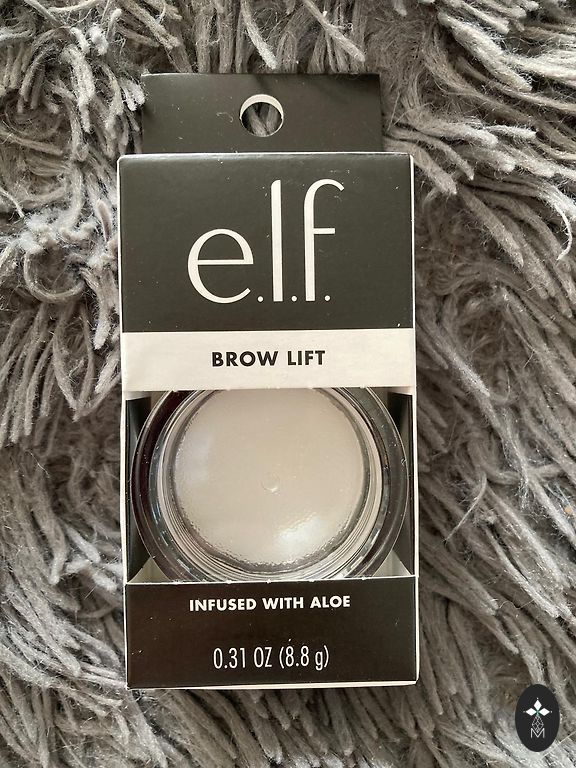 e.l.f.
BROW LIFT
INFUSED WITH ALOE
0.31 OZ (8.8 g)
M